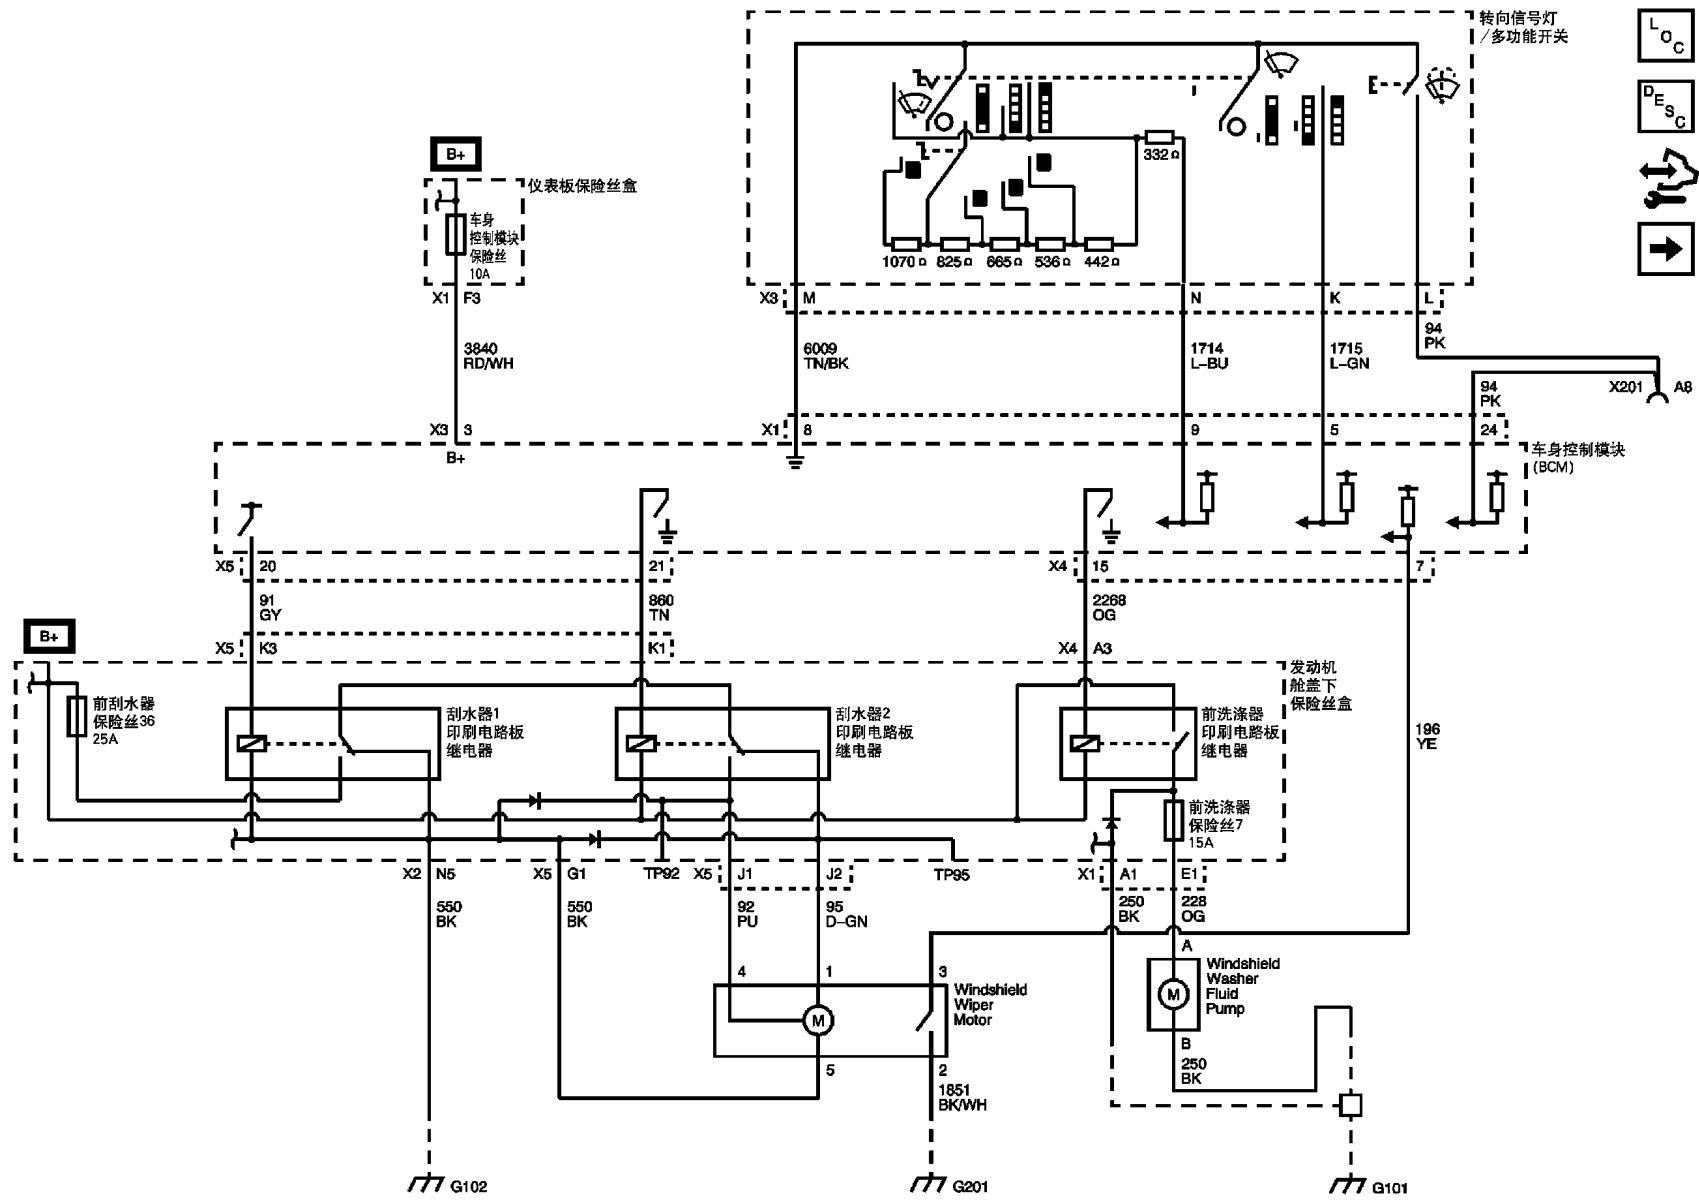 转向信号灯
/多功能开关
LOC
DESC
332Ω
1070Ω 825Ω 665Ω 536Ω 442Ω
B+
仪表板保险丝盒
车身
控制模块
保险丝
10A
X1 F3
X3 M N K L
3840
RD/WH
6009
TN/BK
1714
L-BU
1715
L-GN
94
PK
X201 A8
94
PK
X3 3
X1 8 9 5 24
B+
车身控制模块
(BCM)
X5 20 21 X4 15 7
91
GY
860
TN
2268
OG
B+
X5 K3 K1 X4 A3
发动机
舱盖下
保险丝盒
前刮水器
保险丝36
25A
刮水器1
印刷电路板
继电器
刮水器2
印刷电路板
继电器
前洗涤器
印刷电路板
继电器
196
YE
前洗涤器
保险丝7
15A
X2 N5 X5 G1 TP92 X5 J1 J2 TP95 X1 A1 E1
550
BK
550
BK
92
PU
95
D-GN
250
BK
228
OG
A
4 1 3
Windshield
Wiper
Motor
M
Windshield
Washer
Fluid
Pump
M
B
5 2
250
BK
1851
BK/WH
G102 G201 G101